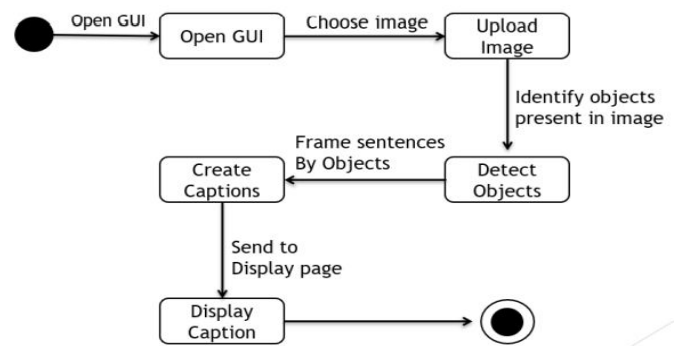 Open GUI
Open GUI
Choose image
Upload
Image
Identify objects
present in image
Detect
Objects
Frame sentences
By Objects
Create
Captions
Send to
Display page
Display
Caption